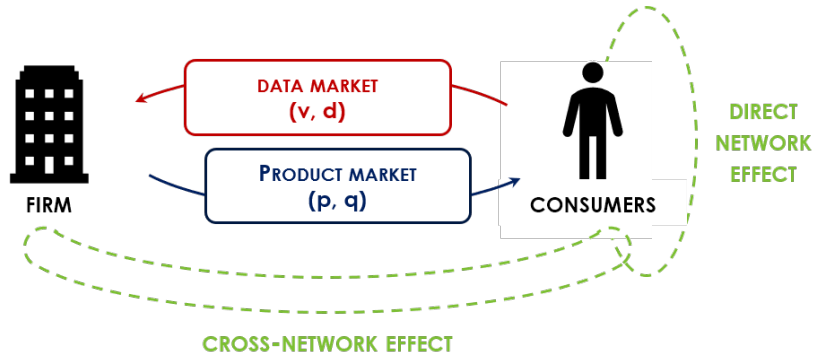 DATA MARKET
(v, d)
PRODUCT MARKET
(p, q)
FIRM
CONSUMERS
DIRECT
NETWORK
EFFECT
CROSS-NETWORK EFFECT